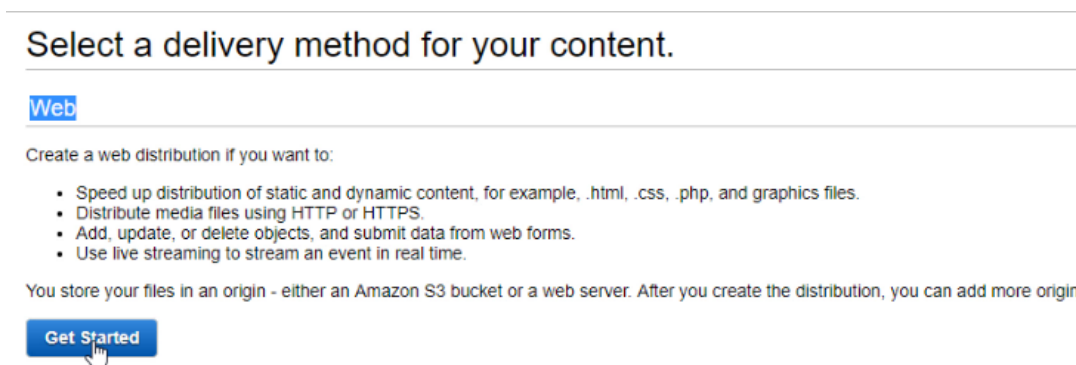 Select a delivery method for your content.
Web
Create a web distribution if you want to:
• Speed up distribution of static and dynamic content, for example, .html, .css, .php, and graphics files.
• Distribute media files using HTTP or HTTPS.
• Add, update, or delete objects, and submit data from web forms.
• Use live streaming to stream an event in real time.
You store your files in an origin - either an Amazon S3 bucket or a web server. After you create the distribution, you can add more origin
Get Started